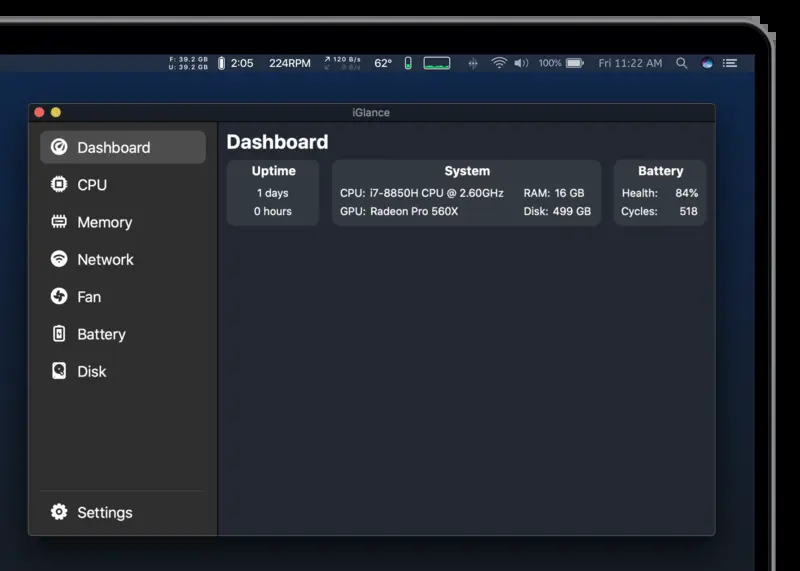 F: 39.2 GB
U: 39.2 GB
2:05 224RPM
120 B/s
62° 100% Fri 11:22 AM
iGlance
Dashboard
CPU
Memory
Network
Fan
Battery
Disk
Settings
Dashboard
Uptime
1 days
0 hours
System
CPU: i7-8850H CPU @ 2.60GHz RAM: 16 GB
GPU: Radeon Pro 560X Disk: 499 GB
Battery
Health: 84%
Cycles: 518